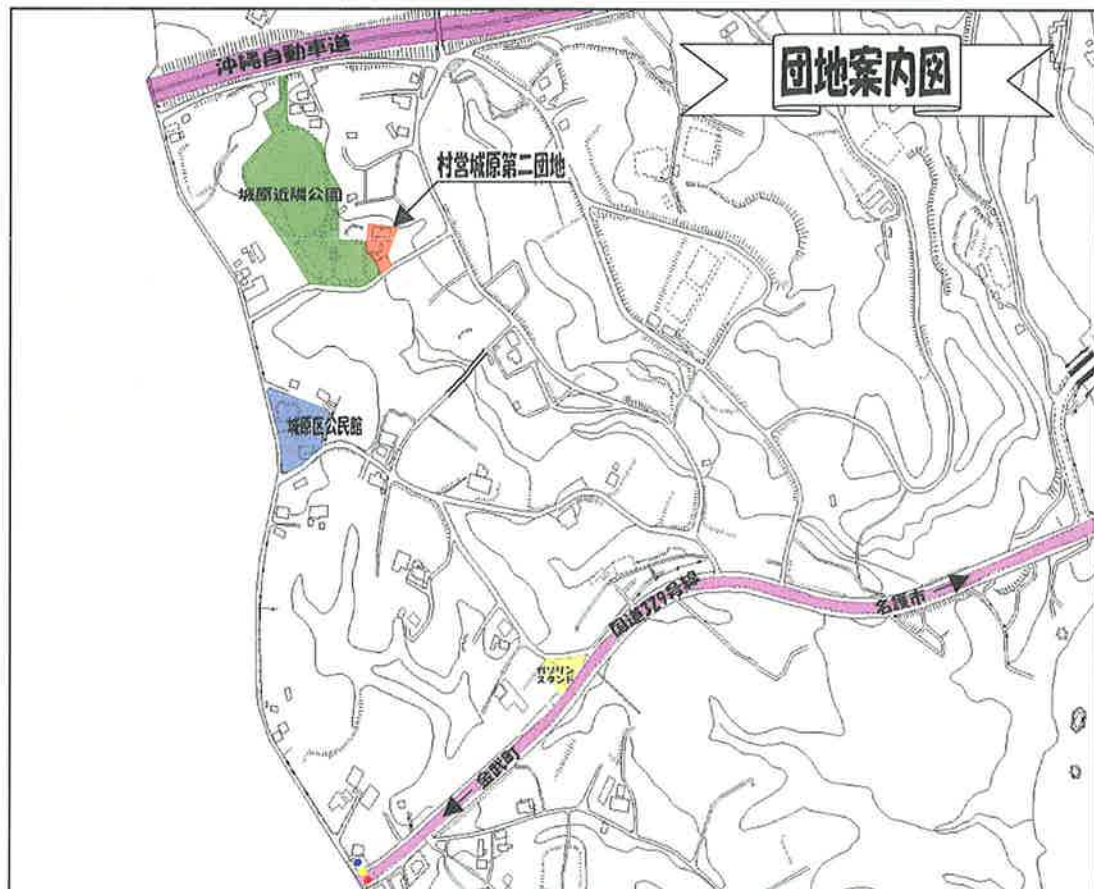 団地案内図
沖縄自動車道
村営城原第二団地
城原近隣公園
城原区公民館
国道329号線
名護市
ガソリン
スタンド
金武町